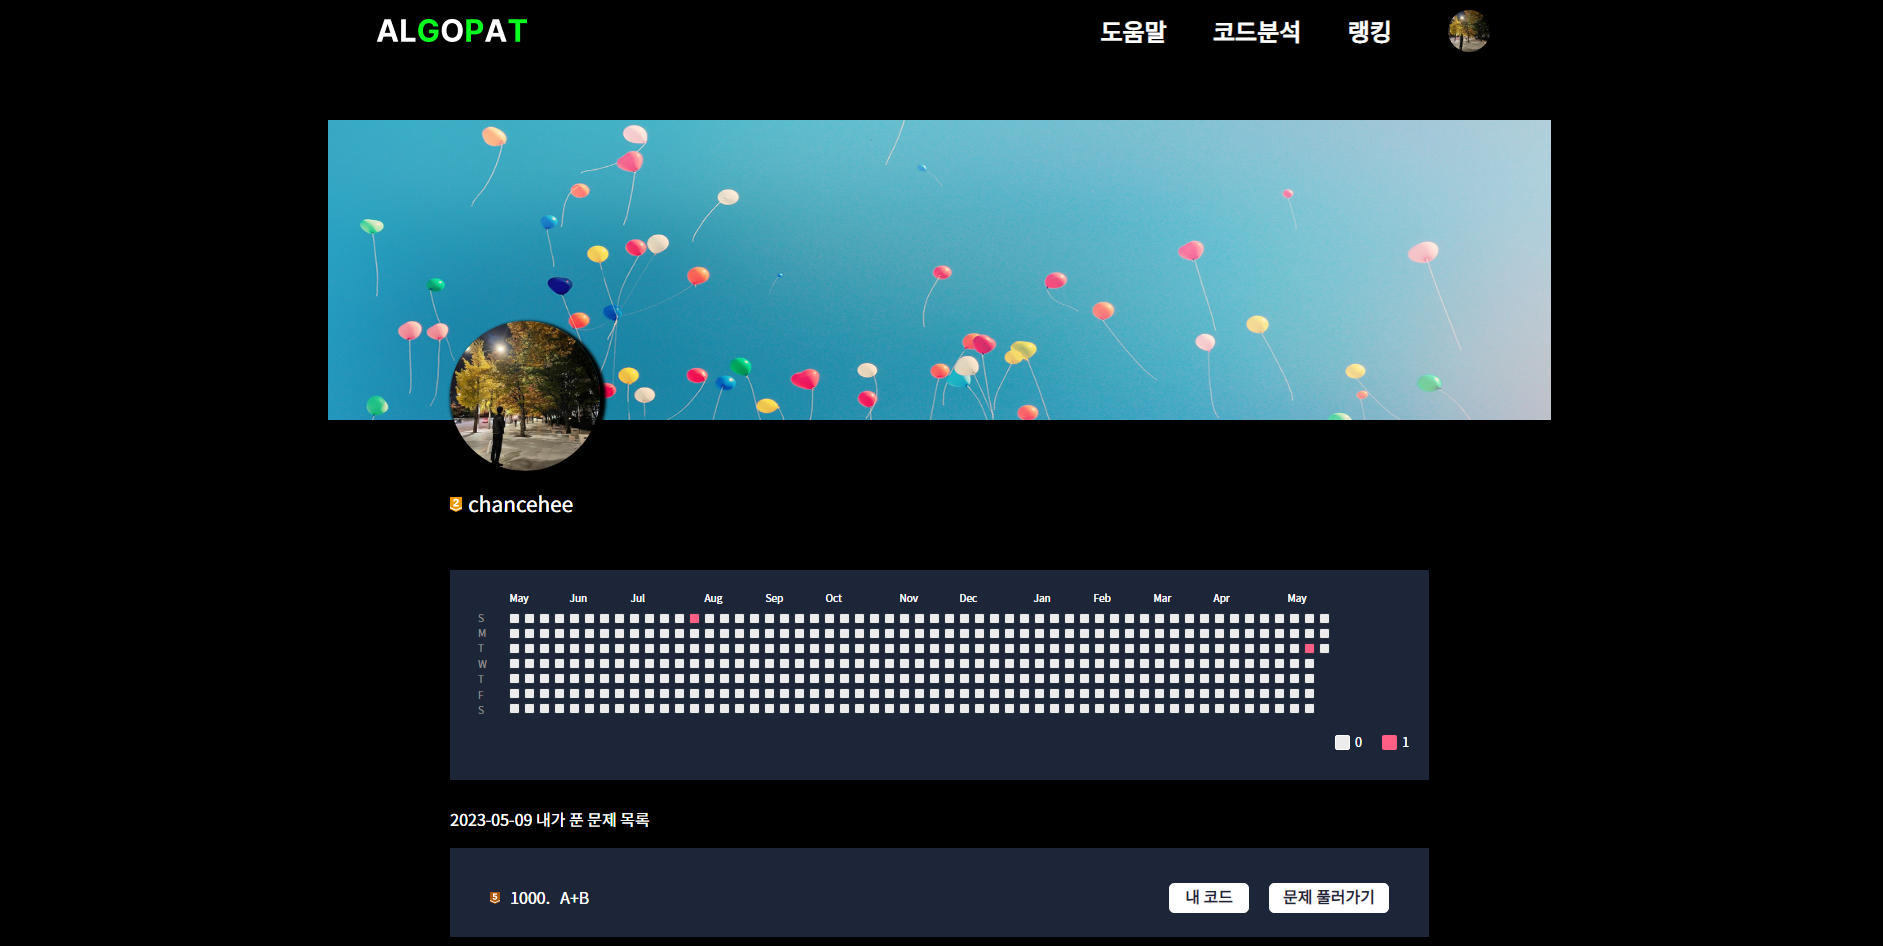 ALGOPAT 도움말 코드분석 랭킹
2 chancehee
May Jun Jul Aug Sep Oct Nov Dec Jan Feb Mar Apr May
S
M
T
W
T
F
S
0 1
2023-05-09 내가 푼 문제 목록
5 1000. A+B 내 코드 문제 풀러가기